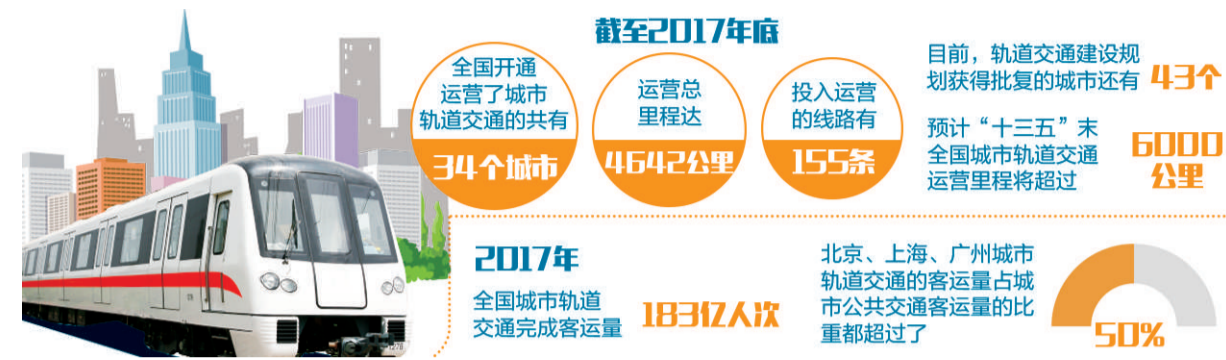 截至2017年底
全国开通
运营了城市
轨道交通的共有
34个城市
运营总
里程达
4642公里
投入运营
的线路有
155条
目前，轨道交通建设规
划获得批复的城市还有
43个
预计“十三五”末
全国城市轨道交通
运营里程将超过
6000
公里
2017年
全国城市轨道
交通完成客运量
183亿人次
北京、上海、广州城市
轨道交通的客运量占城
市公共交通客运量的比
重都超过了
50%